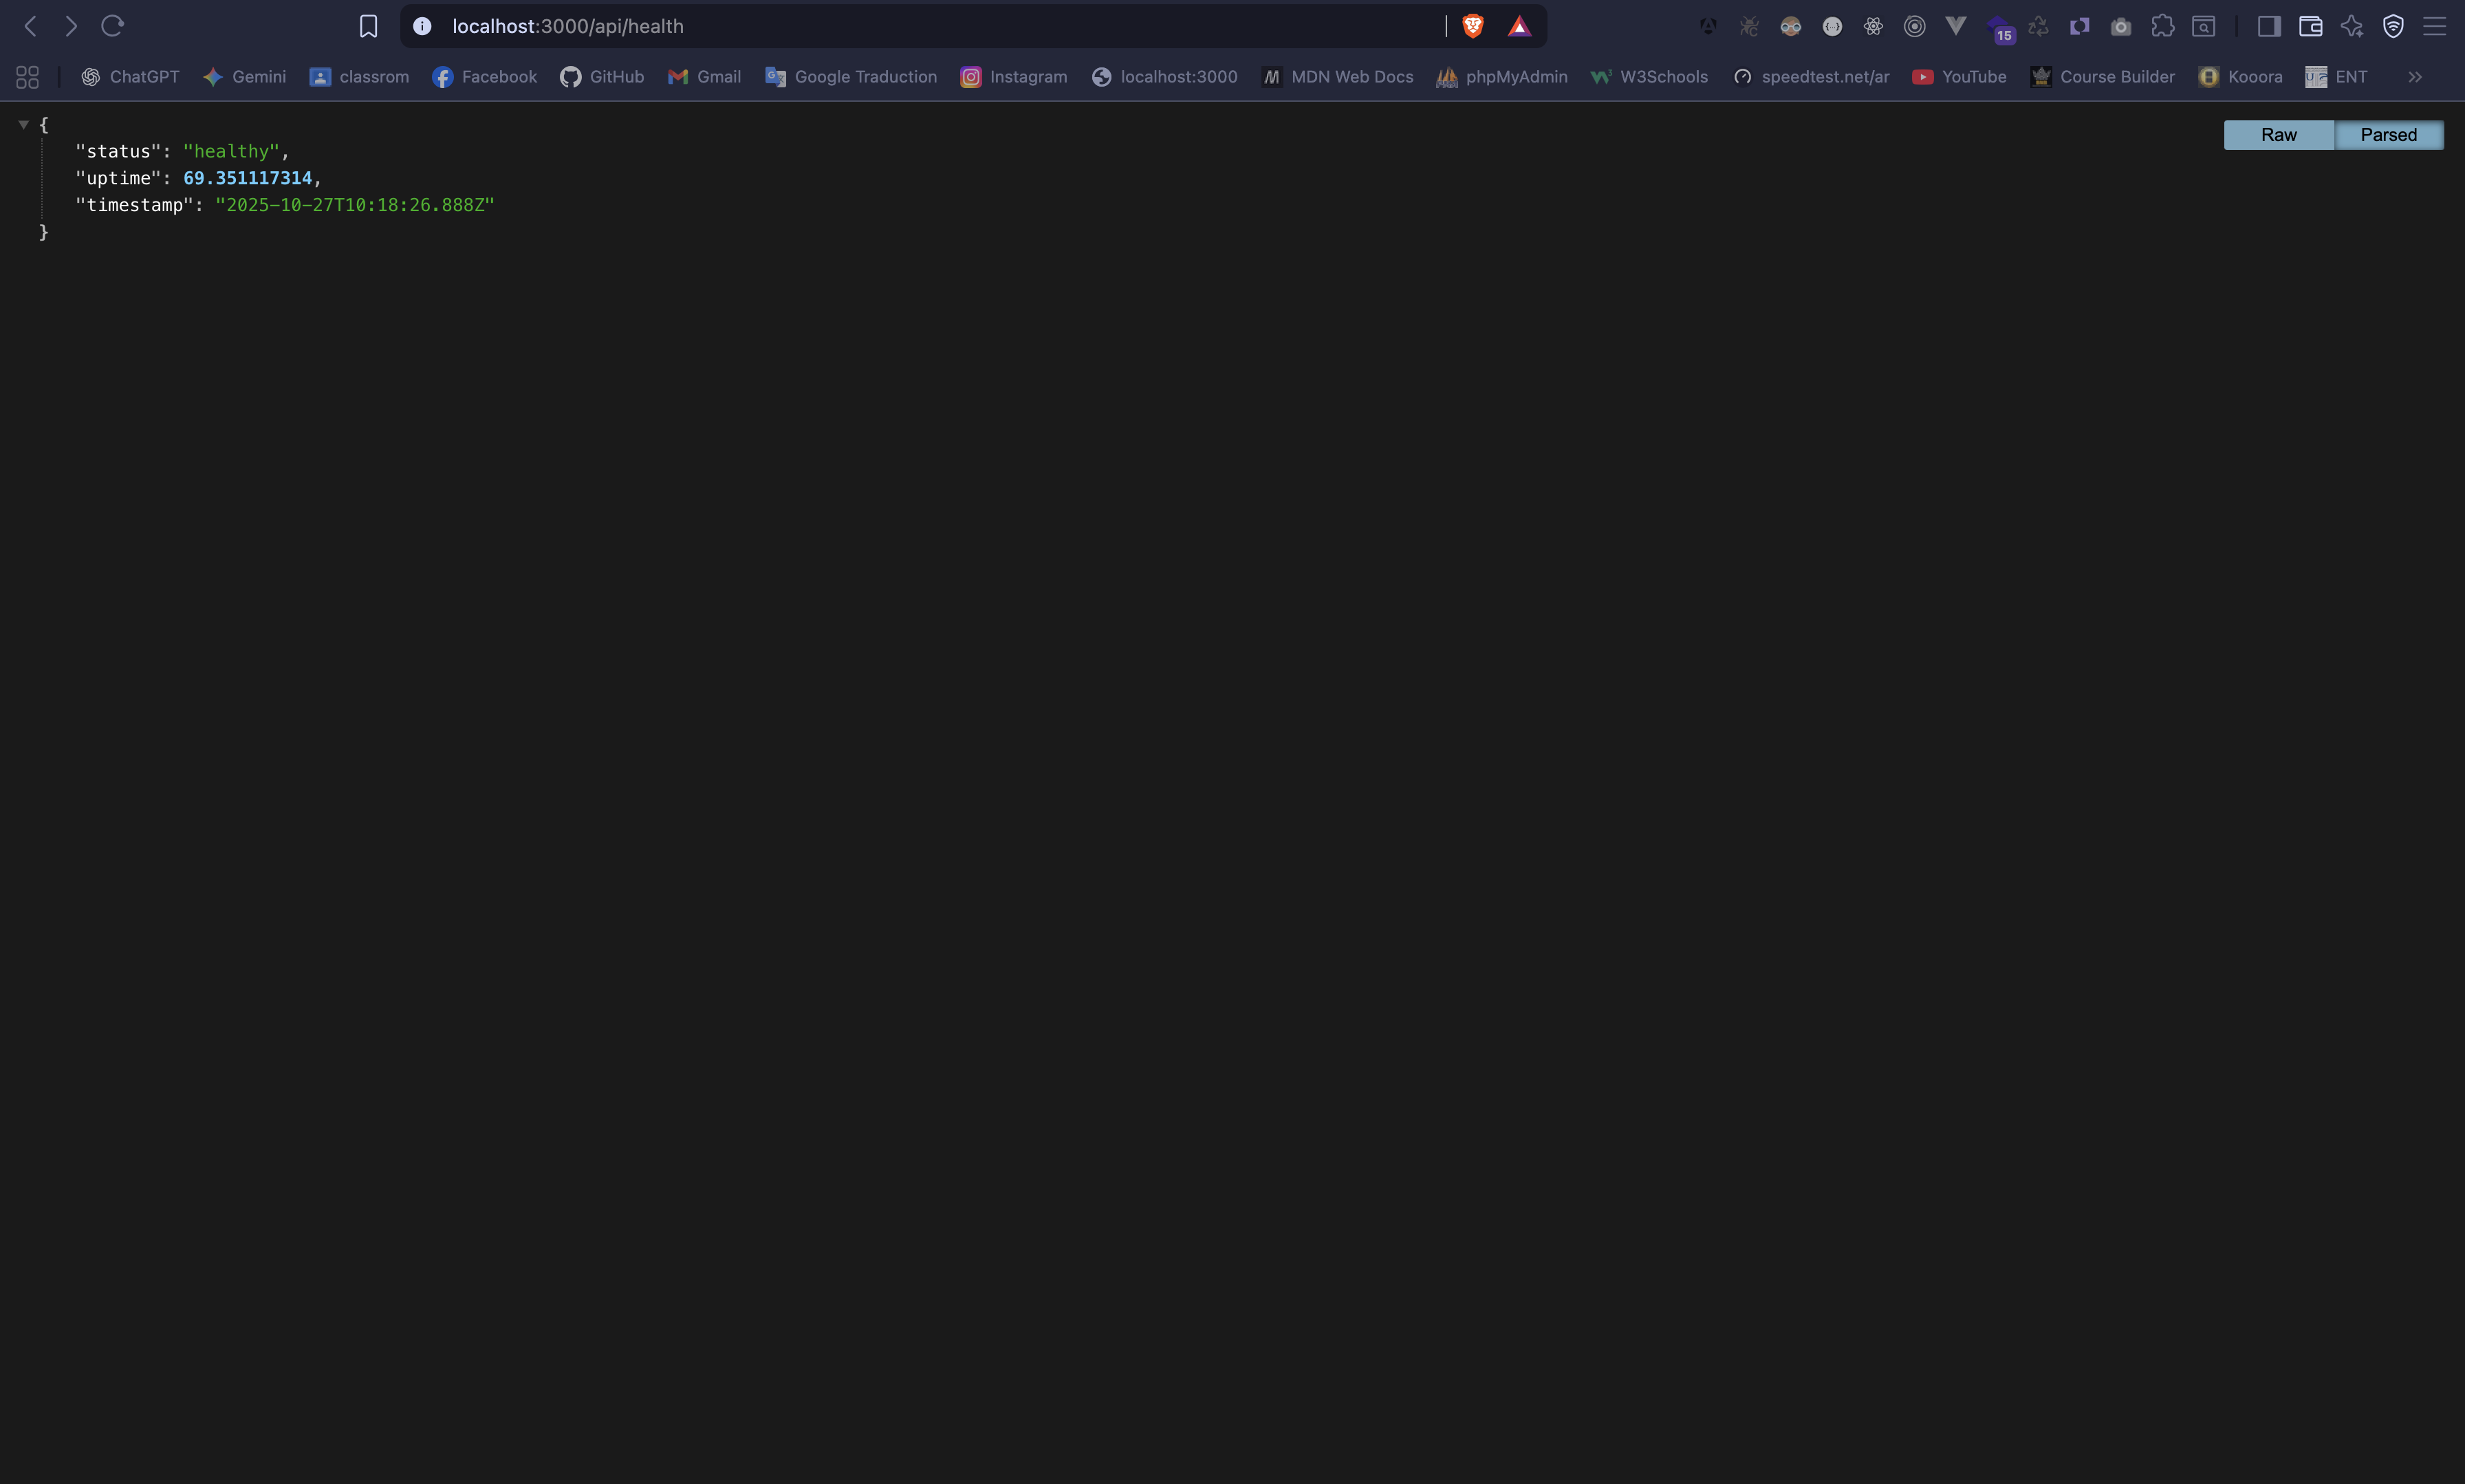 localhost:3000/api/health
15
ChatGPT Gemini classrom Facebook GitHub Gmail Google Traduction Instagram localhost:3000 MDN Web Docs phpMyAdmin W3Schools speedtest.net/ar YouTube Course Builder Kooora ENT
{
Raw Parsed
"status": "healthy",
"uptime": 69.351117314,
"timestamp": "2025-10-27T10:18:26.888Z"
}